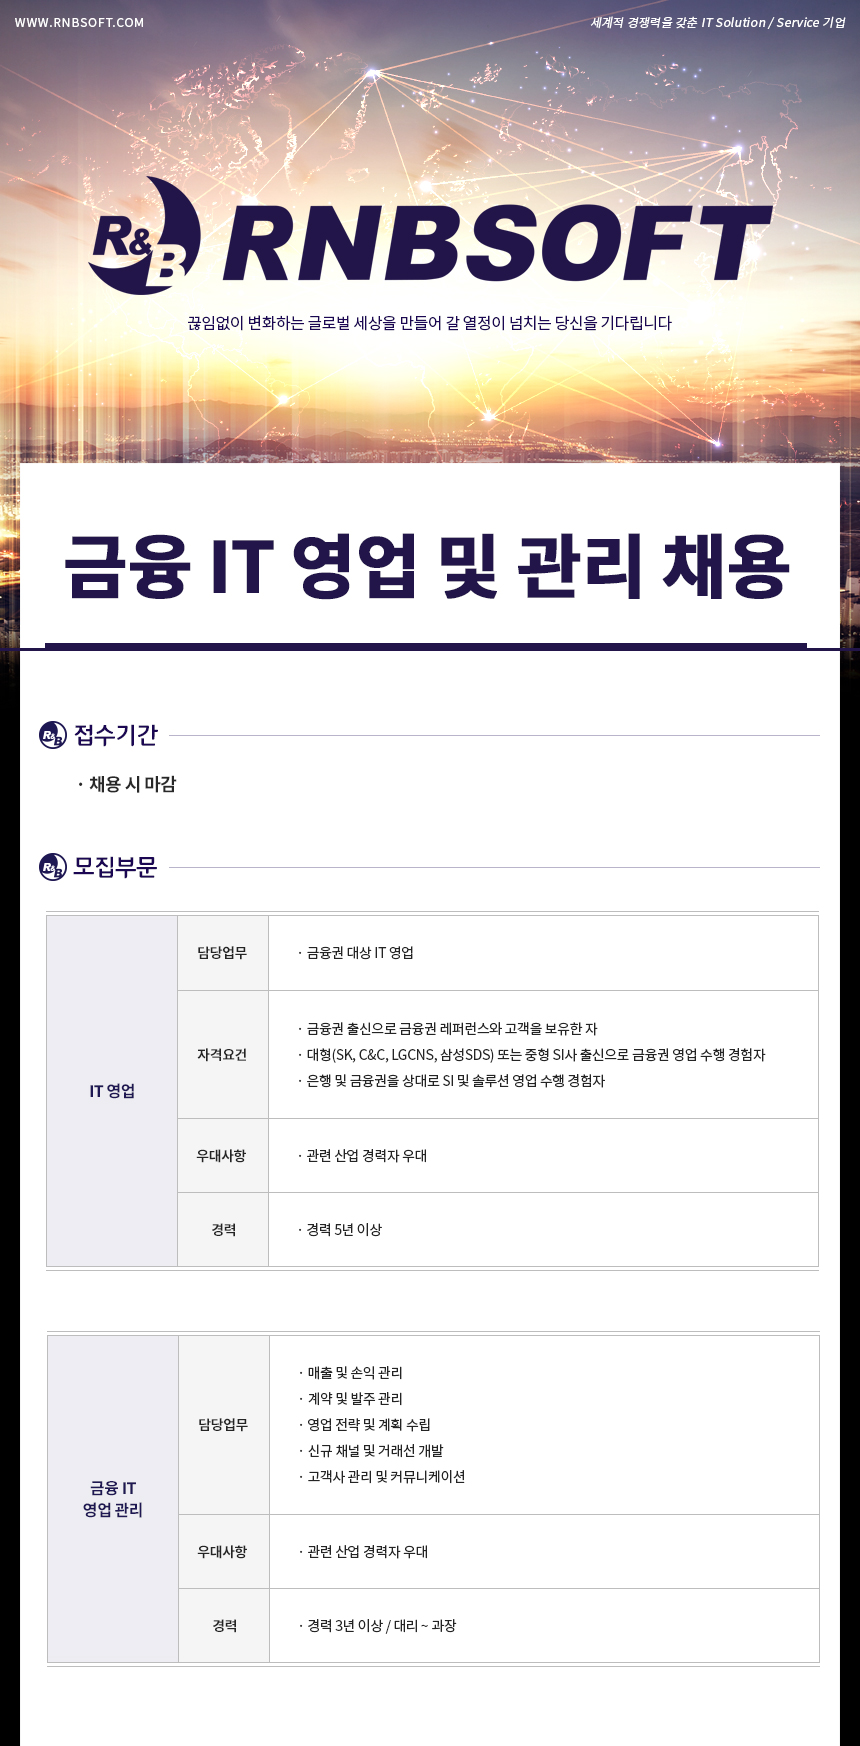 WWW.RNBSOFT.COM
세계적 경쟁력을 갖춘 IT Solution / Service 기업
R&B RNBSOFT
끊임없이 변화하는 글로벌 세상을 만들어 갈 열정이 넘치는 당신을 기다립니다
금융 IT 영업 및 관리 채용
R&B 접수기간
· 채용 시 마감
R&B 모집부문
IT 영업
담당업무
· 금융권 대상 IT 영업
자격요건
· 금융권 출신으로 금융권 레퍼런스와 고객을 보유한 자
· 대형(SK, C&C, LGCNS, 삼성SDS) 또는 중형 SI사 출신으로 금융권 영업 수행 경험자
· 은행 및 금융권을 상대로 SI 및 솔루션 영업 수행 경험자
우대사항
· 관련 산업 경력자 우대
경력
· 경력 5년 이상
금융 IT
영업 관리
담당업무
· 매출 및 손익 관리
· 계약 및 발주 관리
· 영업 전략 및 계획 수립
· 신규 채널 및 거래선 개발
· 고객사 관리 및 커뮤니케이션
우대사항
· 관련 산업 경력자 우대
경력
· 경력 3년 이상 / 대리 ~ 과장